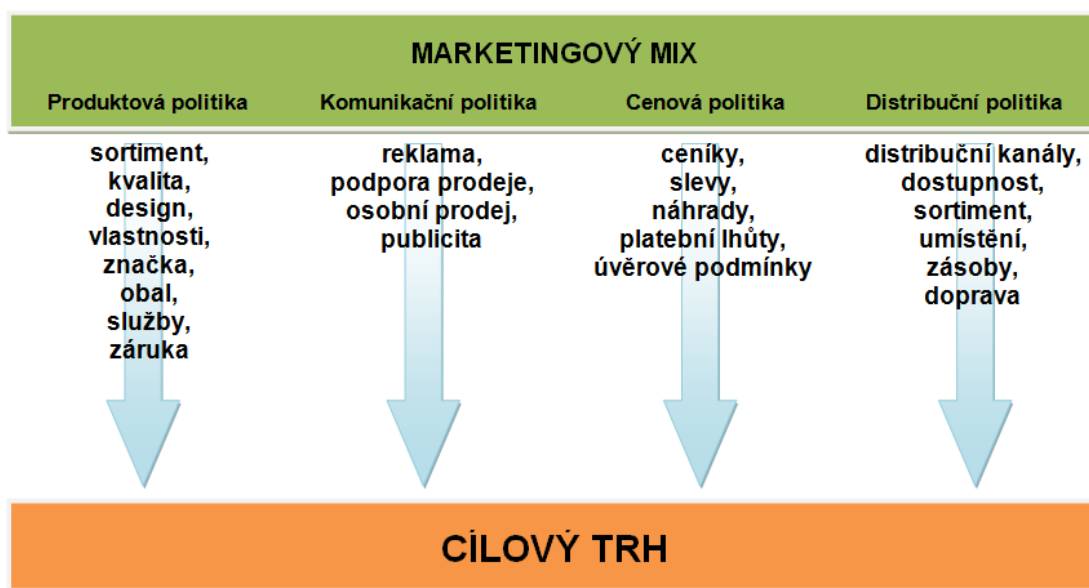 MARKETINGOVÝ MIX
Produktová politika
Komunikační politika
Cenová politika
Distribuční politika
sortiment,
kvalita,
design,
vlastnosti,
značka,
obal,
služby,
záruka
reklama,
podpora prodeje,
osobní prodej,
publicita
ceníky,
slevy,
náhrady,
platební lhůty,
úvěrové podmínky
distribuční kanály,
dostupnost,
sortiment,
umístění,
zásoby,
doprava
CÍLOVÝ TRH